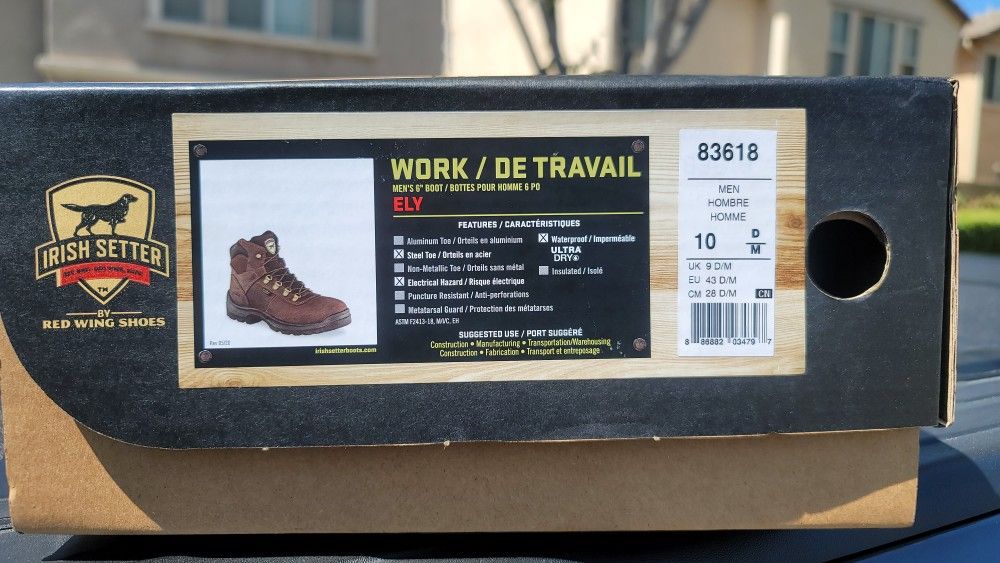 IRISH SETTER
TM
BY
RED WING SHOES
WORK / DE TRAVAIL
MEN'S 6" BOOT / BOTTES POUR HOMME 6 PO
ELY
FEATURES / CARACTÉRISTIQUES
Aluminum Toe / Orteils en aluminium
Steel Toe / Orteils en acier
Non-Metallic Toe / Orteils sans métal
Electrical Hazard / Risque électrique
Puncture Resistant / Anti-perforations
Metatarsal Guard / Protection des métatarses
ASTM F2413-18, M/I/C, EH
Waterproof / Imperméable
ULTRA
DRY
Insulated / Isolé
SUGGESTED USE / PORT SUGGÉRÉ
Construction • Manufacturing • Transportation/Warehousing
Construction • Fabrication • Transport et entreposage
Rev 05/20
irishsetterboots.com
83618
MEN
HOMBRE
HOMME
10 D/M
UK 9 D/M
EU 43 D/M
CM 28 D/M CN
8 86882 03479 7